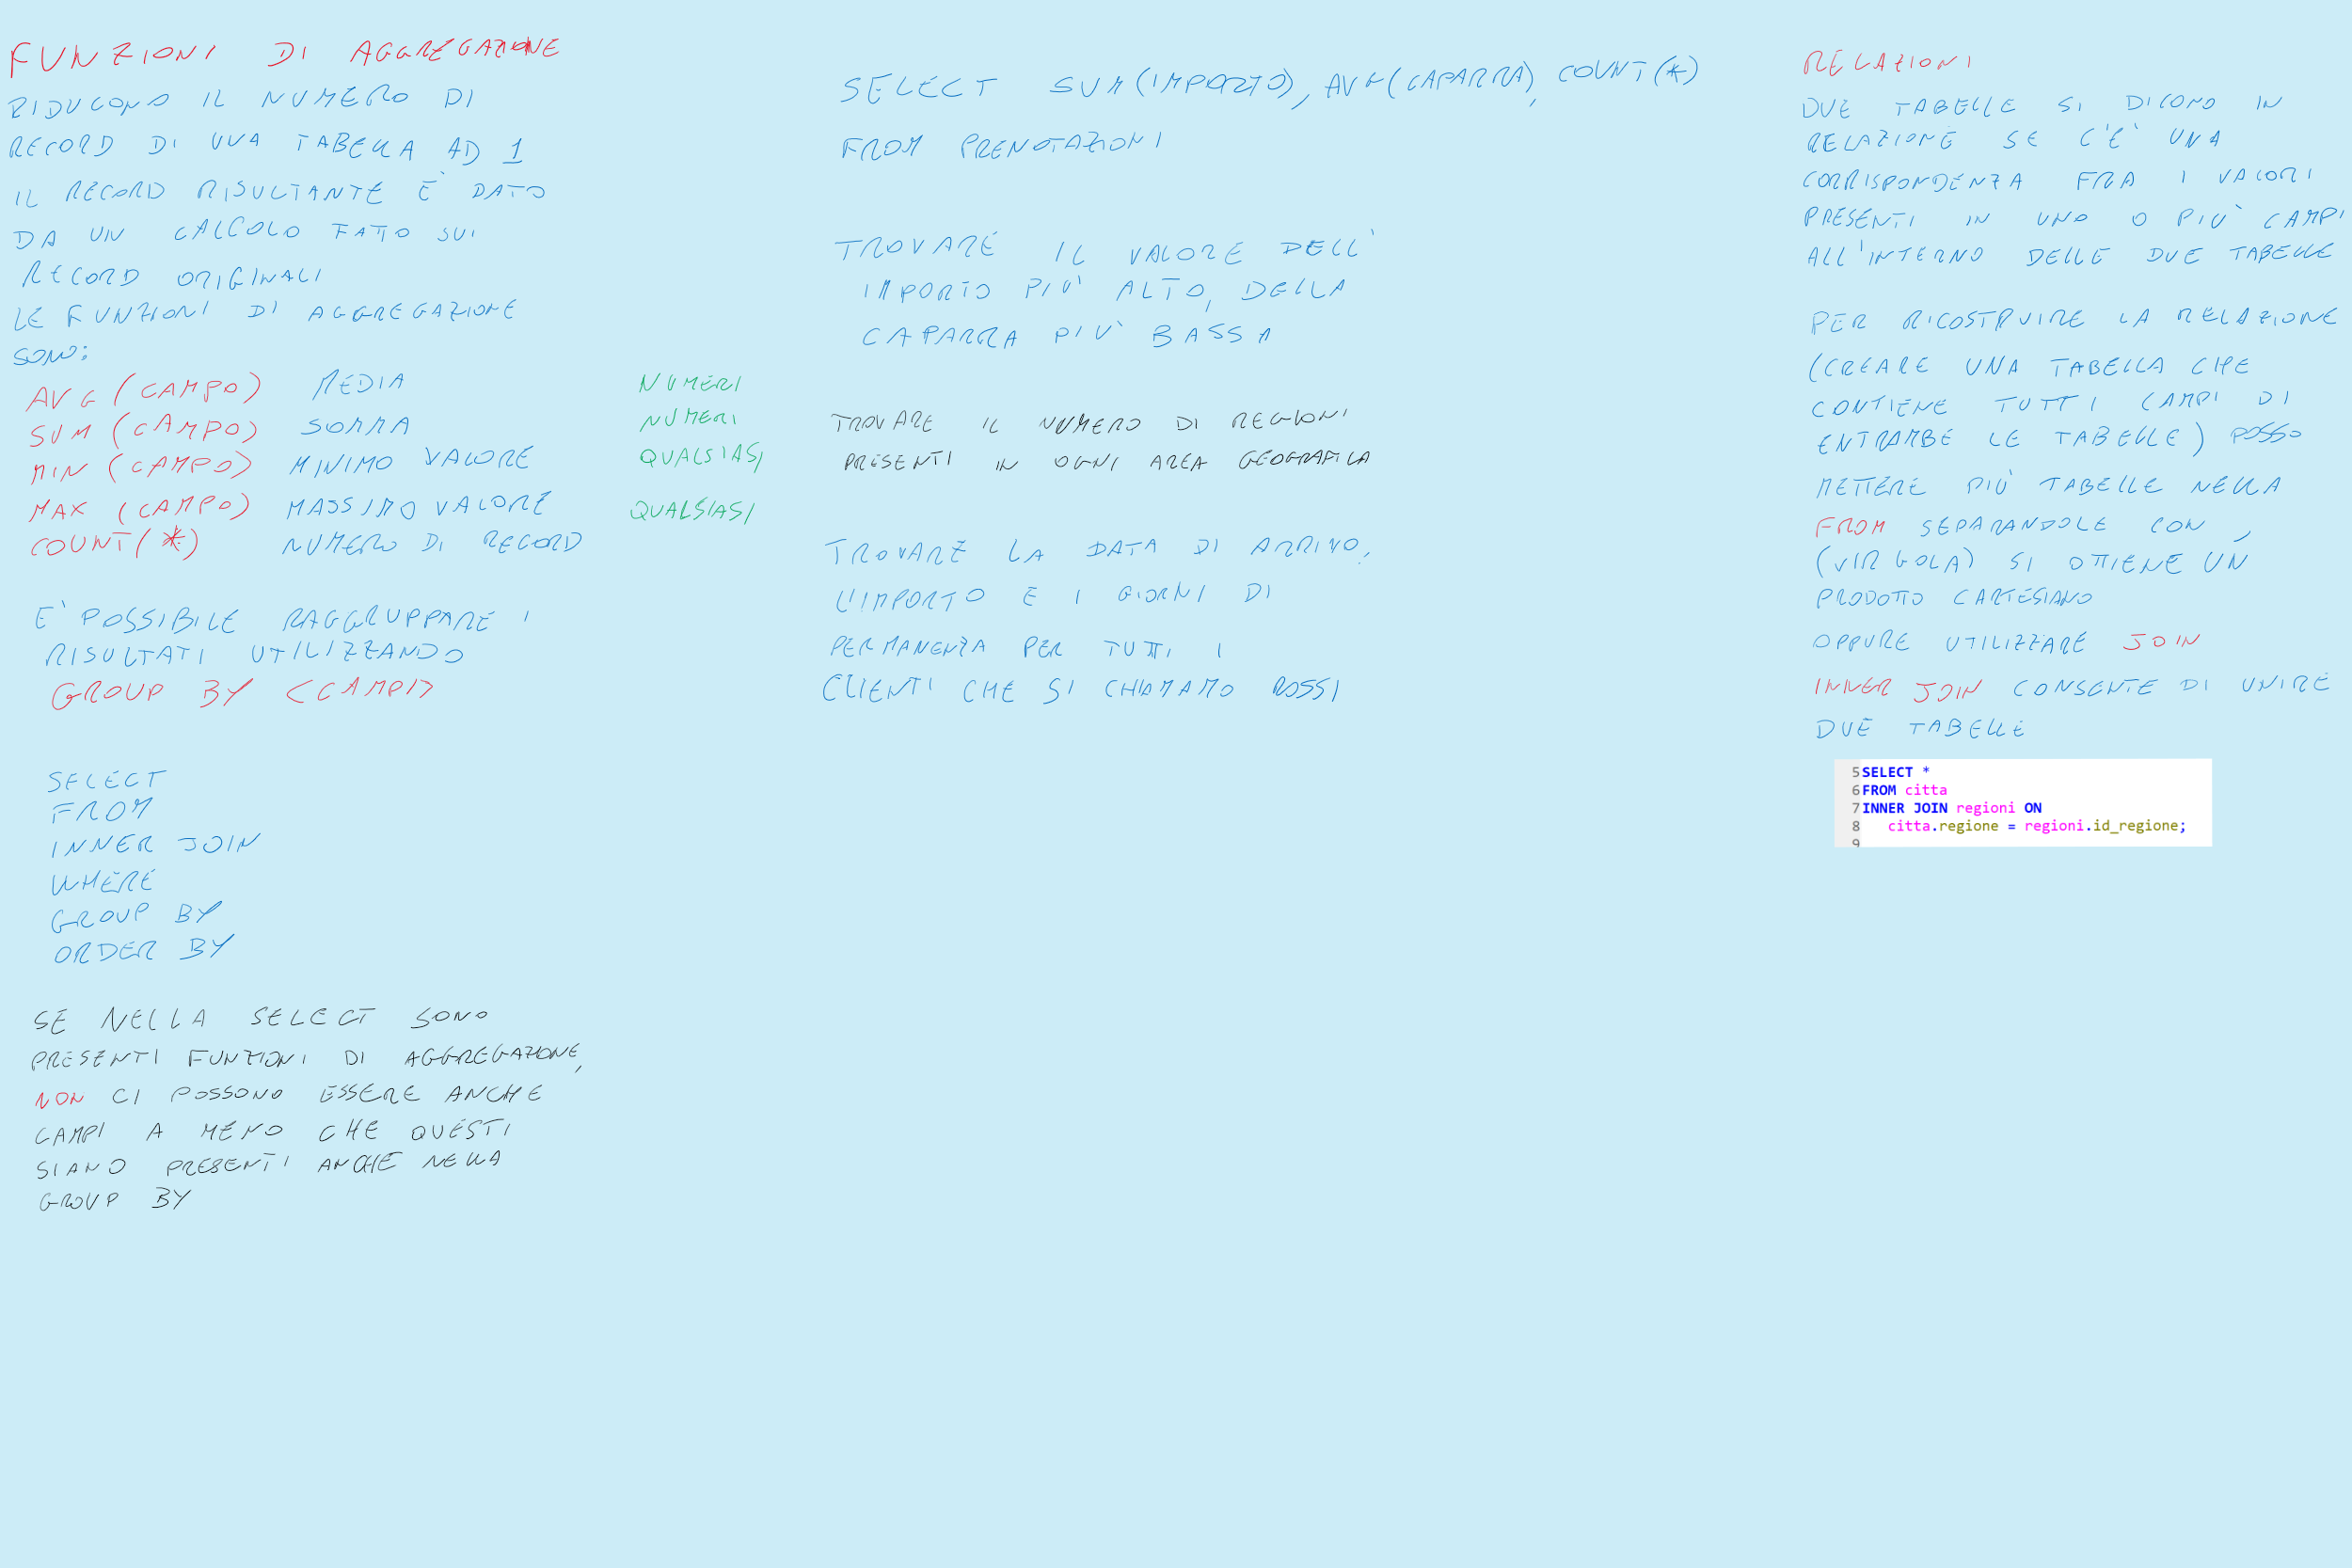 FUNZIONI DI AGGREGAZIONE
RIDUCONO IL NUMERO DI
RECORD DI UNA TABELLA AD 1
IL RECORD RISULTANTE È DATO
DA UN CALCOLO FATTO SUI
RECORD ORIGINALI
LE FUNZIONI DI AGGREGAZIONE
SONO:
AVG (CAMPO) MEDIA NUMERI
SUM (CAMPO) SOMMA NUMERI
MIN (CAMPO) MINIMO VALORE QUALSIASI
MAX (CAMPO) MASSIMO VALORE QUALSIASI
COUNT(*) NUMERO DI RECORD
E' POSSIBILE RAGGRUPPARE I
RISULTATI UTILIZZANDO
GROUP BY <CAMPI>
SELECT
FROM
INNER JOIN
WHERE
GROUP BY
ORDER BY
SE NELLA SELECT SONO
PRESENTI FUNZIONI DI AGGREGAZIONE,
NON CI POSSONO ESSERE ANCHE
CAMPI A MENO CHE QUESTI
SIANO PRESENTI ANCHE NELLA
GROUP BY
SELECT SUM(IMPORTO), AVG(CAPARRA), COUNT(*)
FROM PRENOTAZIONI
TROVARE IL VALORE DELL'
IMPORTO PIU' ALTO, DELLA
CAPARRA PIU' BASSA
TROVARE IL NUMERO DI REGIONI
PRESENTI IN OGNI AREA GEOGRAFICA
TROVARE LA DATA DI ARRIVO,
L'IMPORTO E I GIORNI DI
PERMANENZA PER TUTTI I
CLIENTI CHE SI CHIAMANO ROSSI
RELAZIONI
DUE TABELLE SI DICONO IN
RELAZIONE SE C'E' UNA
CORRISPONDENZA FRA I VALORI
PRESENTI IN UNO O PIU' CAMPI
ALL'INTERNO DELLE DUE TABELLE
PER RICOSTRUIRE LA RELAZIONE
(CREARE UNA TABELLA CHE
CONTIENE TUTTI I CAMPI DI
ENTRAMBE LE TABELLE) POSSO
METTERE PIÙ TABELLE NELLA
FROM SEPARANDOLE CON ,
(VIRGOLA) SI OTTIENE UN
PRODOTTO CARTESIANO
OPPURE UTILIZZARE JOIN
INNER JOIN CONSENTE DI UNIRE
DUE TABELLE
5 SELECT *
6 FROM citta
7 INNER JOIN regioni ON
8 citta.regione = regioni.id_regione;
9